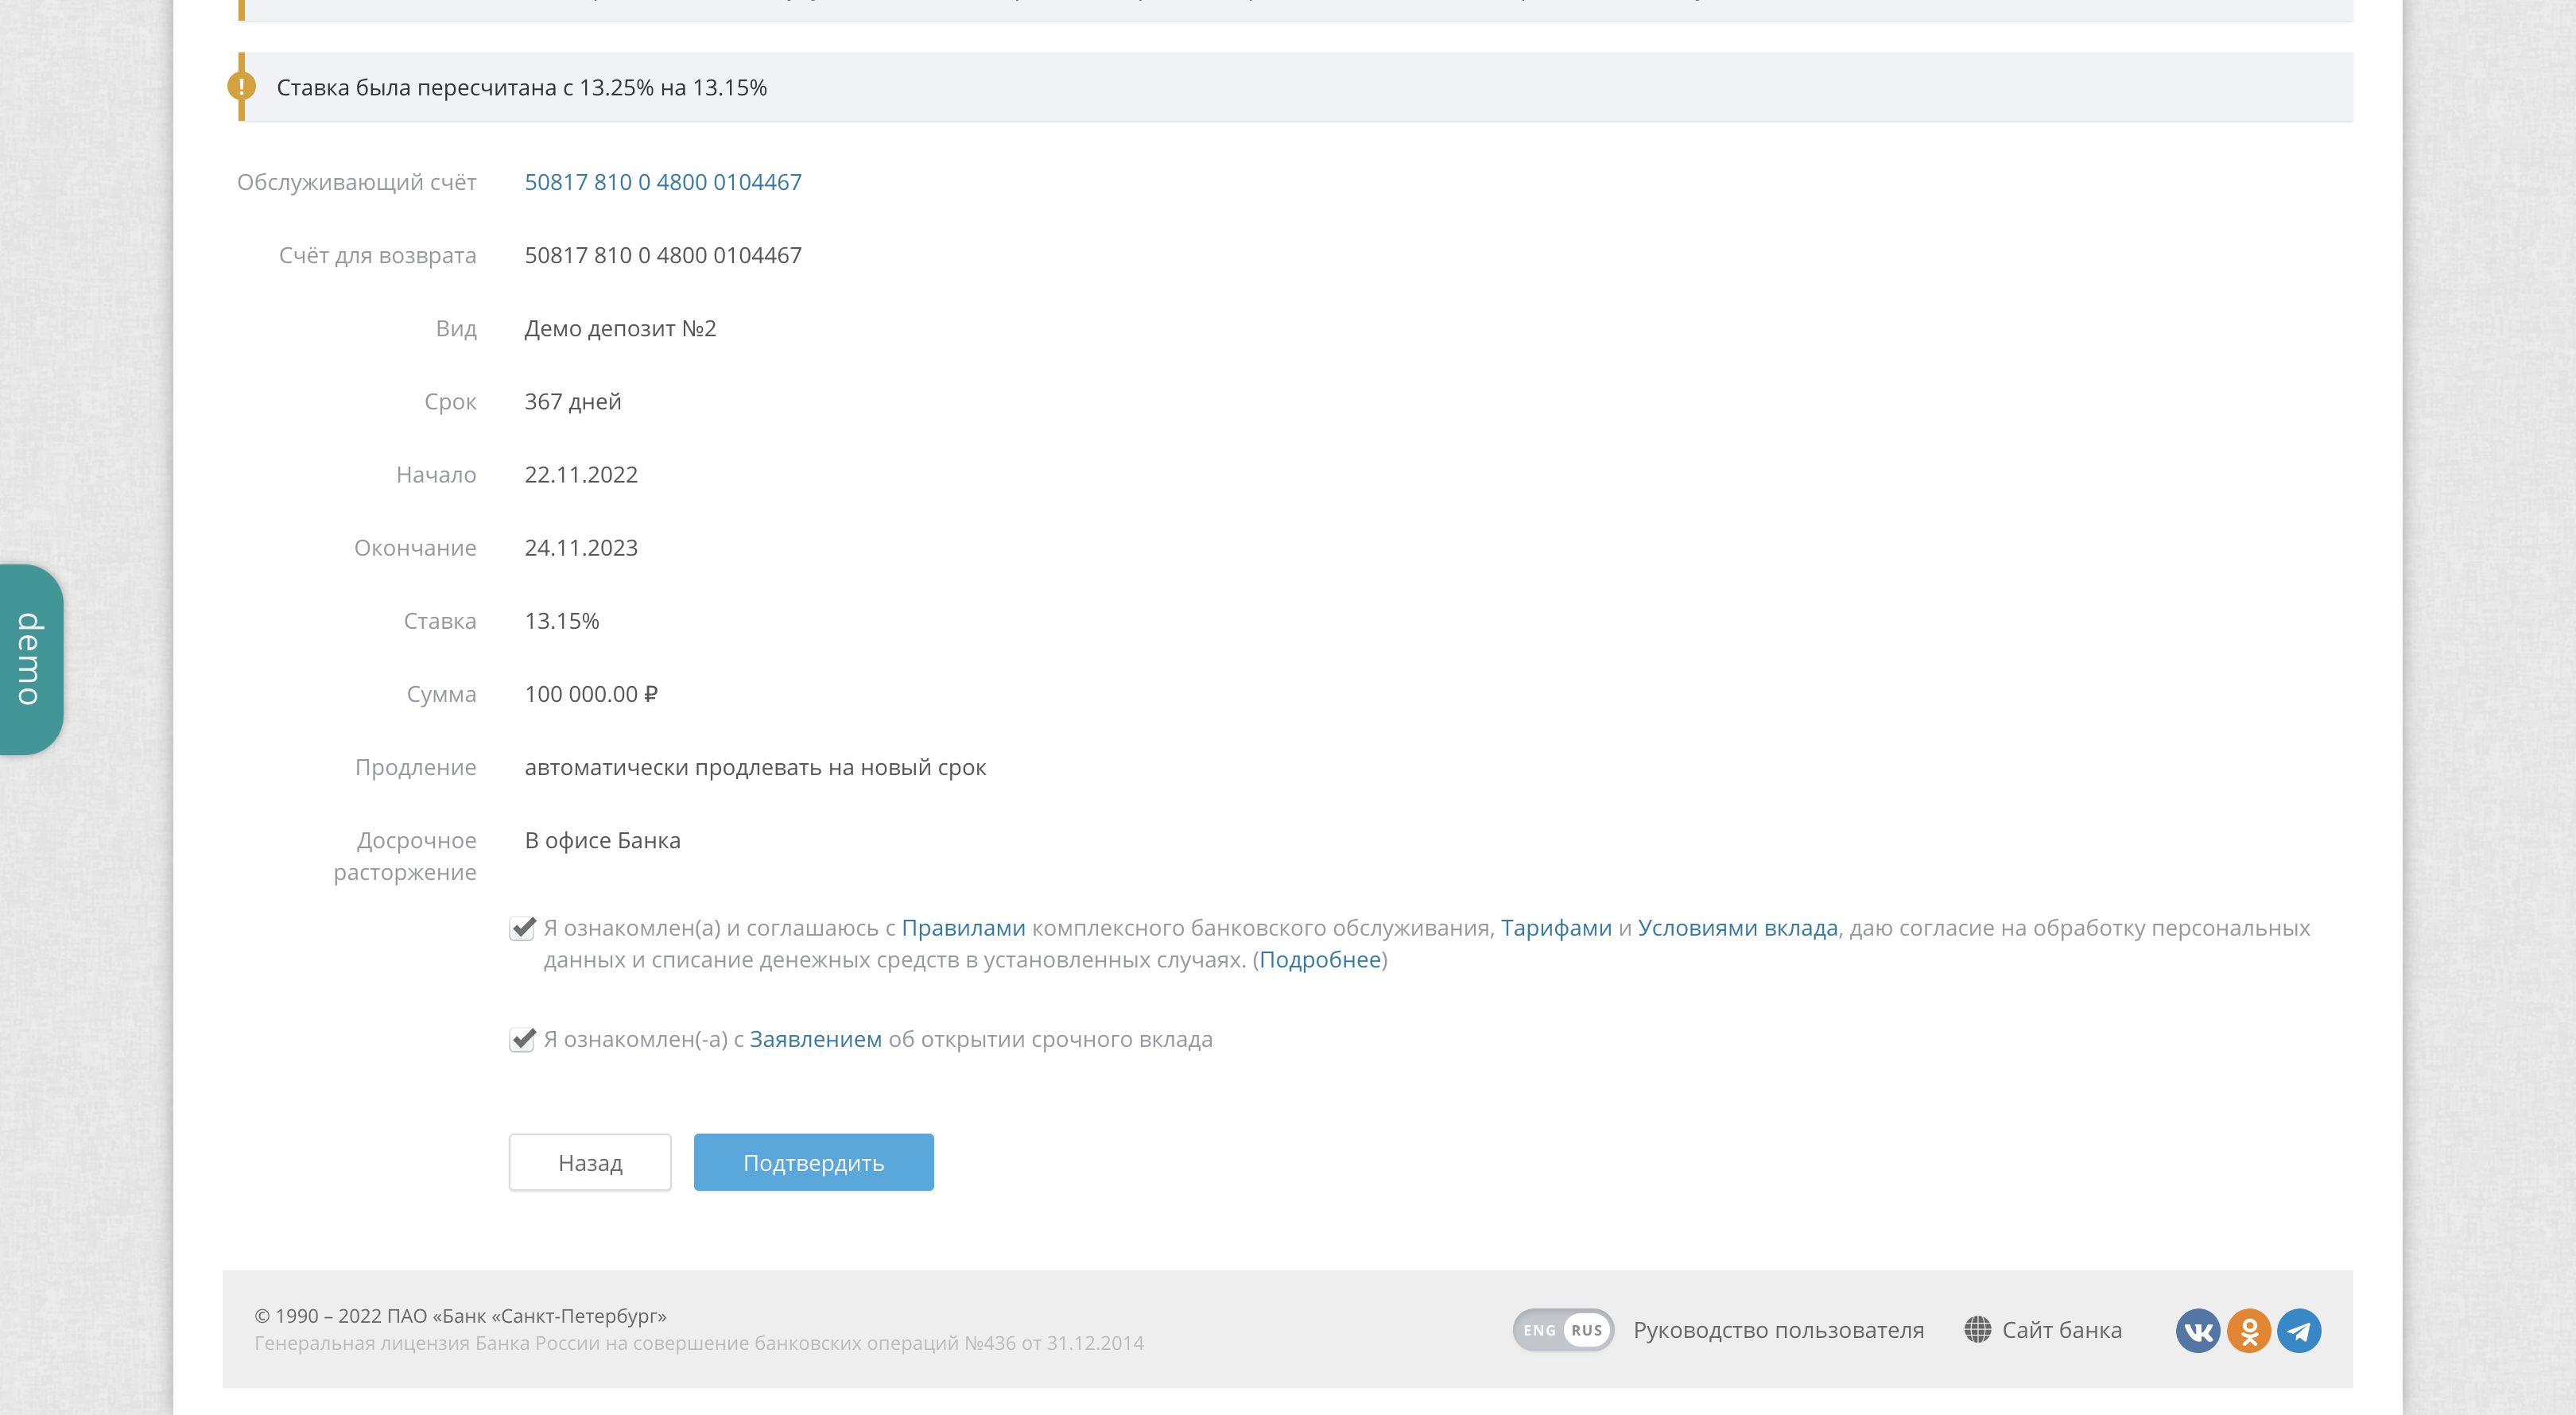 Ставка была пересчитана с 13.25% на 13.15%
Обслуживающий счёт 50817 810 0 4800 0104467
Счёт для возврата 50817 810 0 4800 0104467
Вид Демо депозит №2
Срок 367 дней
Начало 22.11.2022
Окончание 24.11.2023
demo
Ставка 13.15%
Сумма 100 000.00 ₽
Продление автоматически продлевать на новый срок
Досрочное расторжение В офисе Банка
Я ознакомлен(а) и соглашаюсь с Правилами комплексного банковского обслуживания, Тарифами и Условиями вклада, даю согласие на обработку персональных
данных и списание денежных средств в установленных случаях. (Подробнее)
Я ознакомлен(-а) с Заявлением об открытии срочного вклада
Назад Подтвердить
© 1990 – 2022 ПАО «Банк «Санкт-Петербург»
Генеральная лицензия Банка России на совершение банковских операций №436 от 31.12.2014
ENG RUS Руководство пользователя Сайт банка